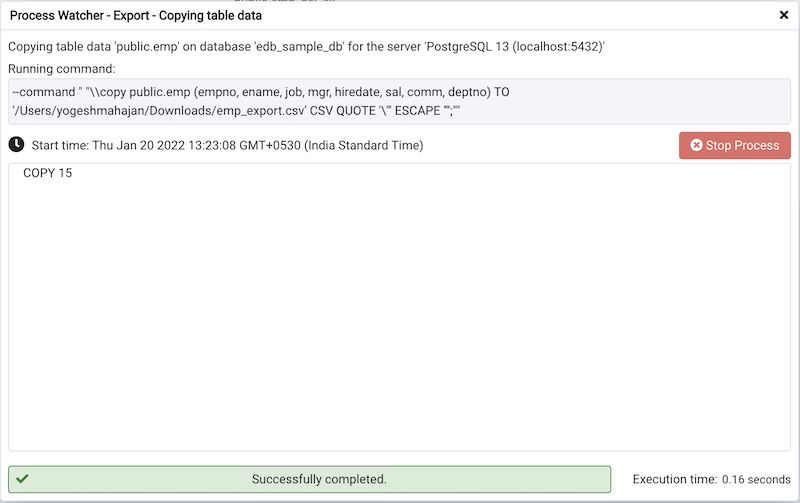 Process Watcher - Export - Copying table data
Copying table data 'public.emp' on database 'edb_sample_db' for the server 'PostgreSQL 13 (localhost:5432)'
Running command:
--command " "\\copy public.emp (empno, ename, job, mgr, hiredate, sal, comm, deptno) TO
'/Users/yogeshmahajan/Downloads/emp_export.csv' CSV QUOTE '\"' ESCAPE '''';""
Start time: Thu Jan 20 2022 13:23:08 GMT+0530 (India Standard Time)
Stop Process
COPY 15
Successfully completed.
Execution time: 0.16 seconds